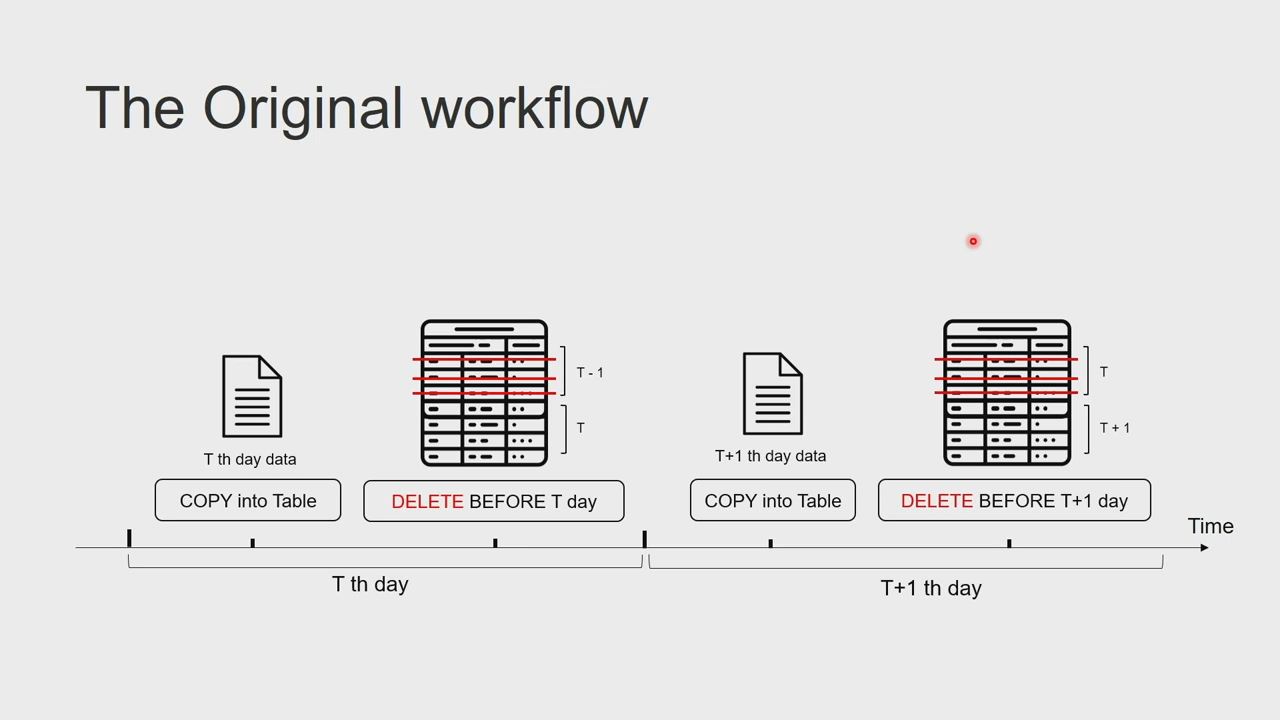 The Original workflow
T - 1
T
T th day data
COPY into Table
DELETE BEFORE T day
T
T + 1
T+1 th day data
COPY into Table
DELETE BEFORE T+1 day
Time
T th day
T+1 th day